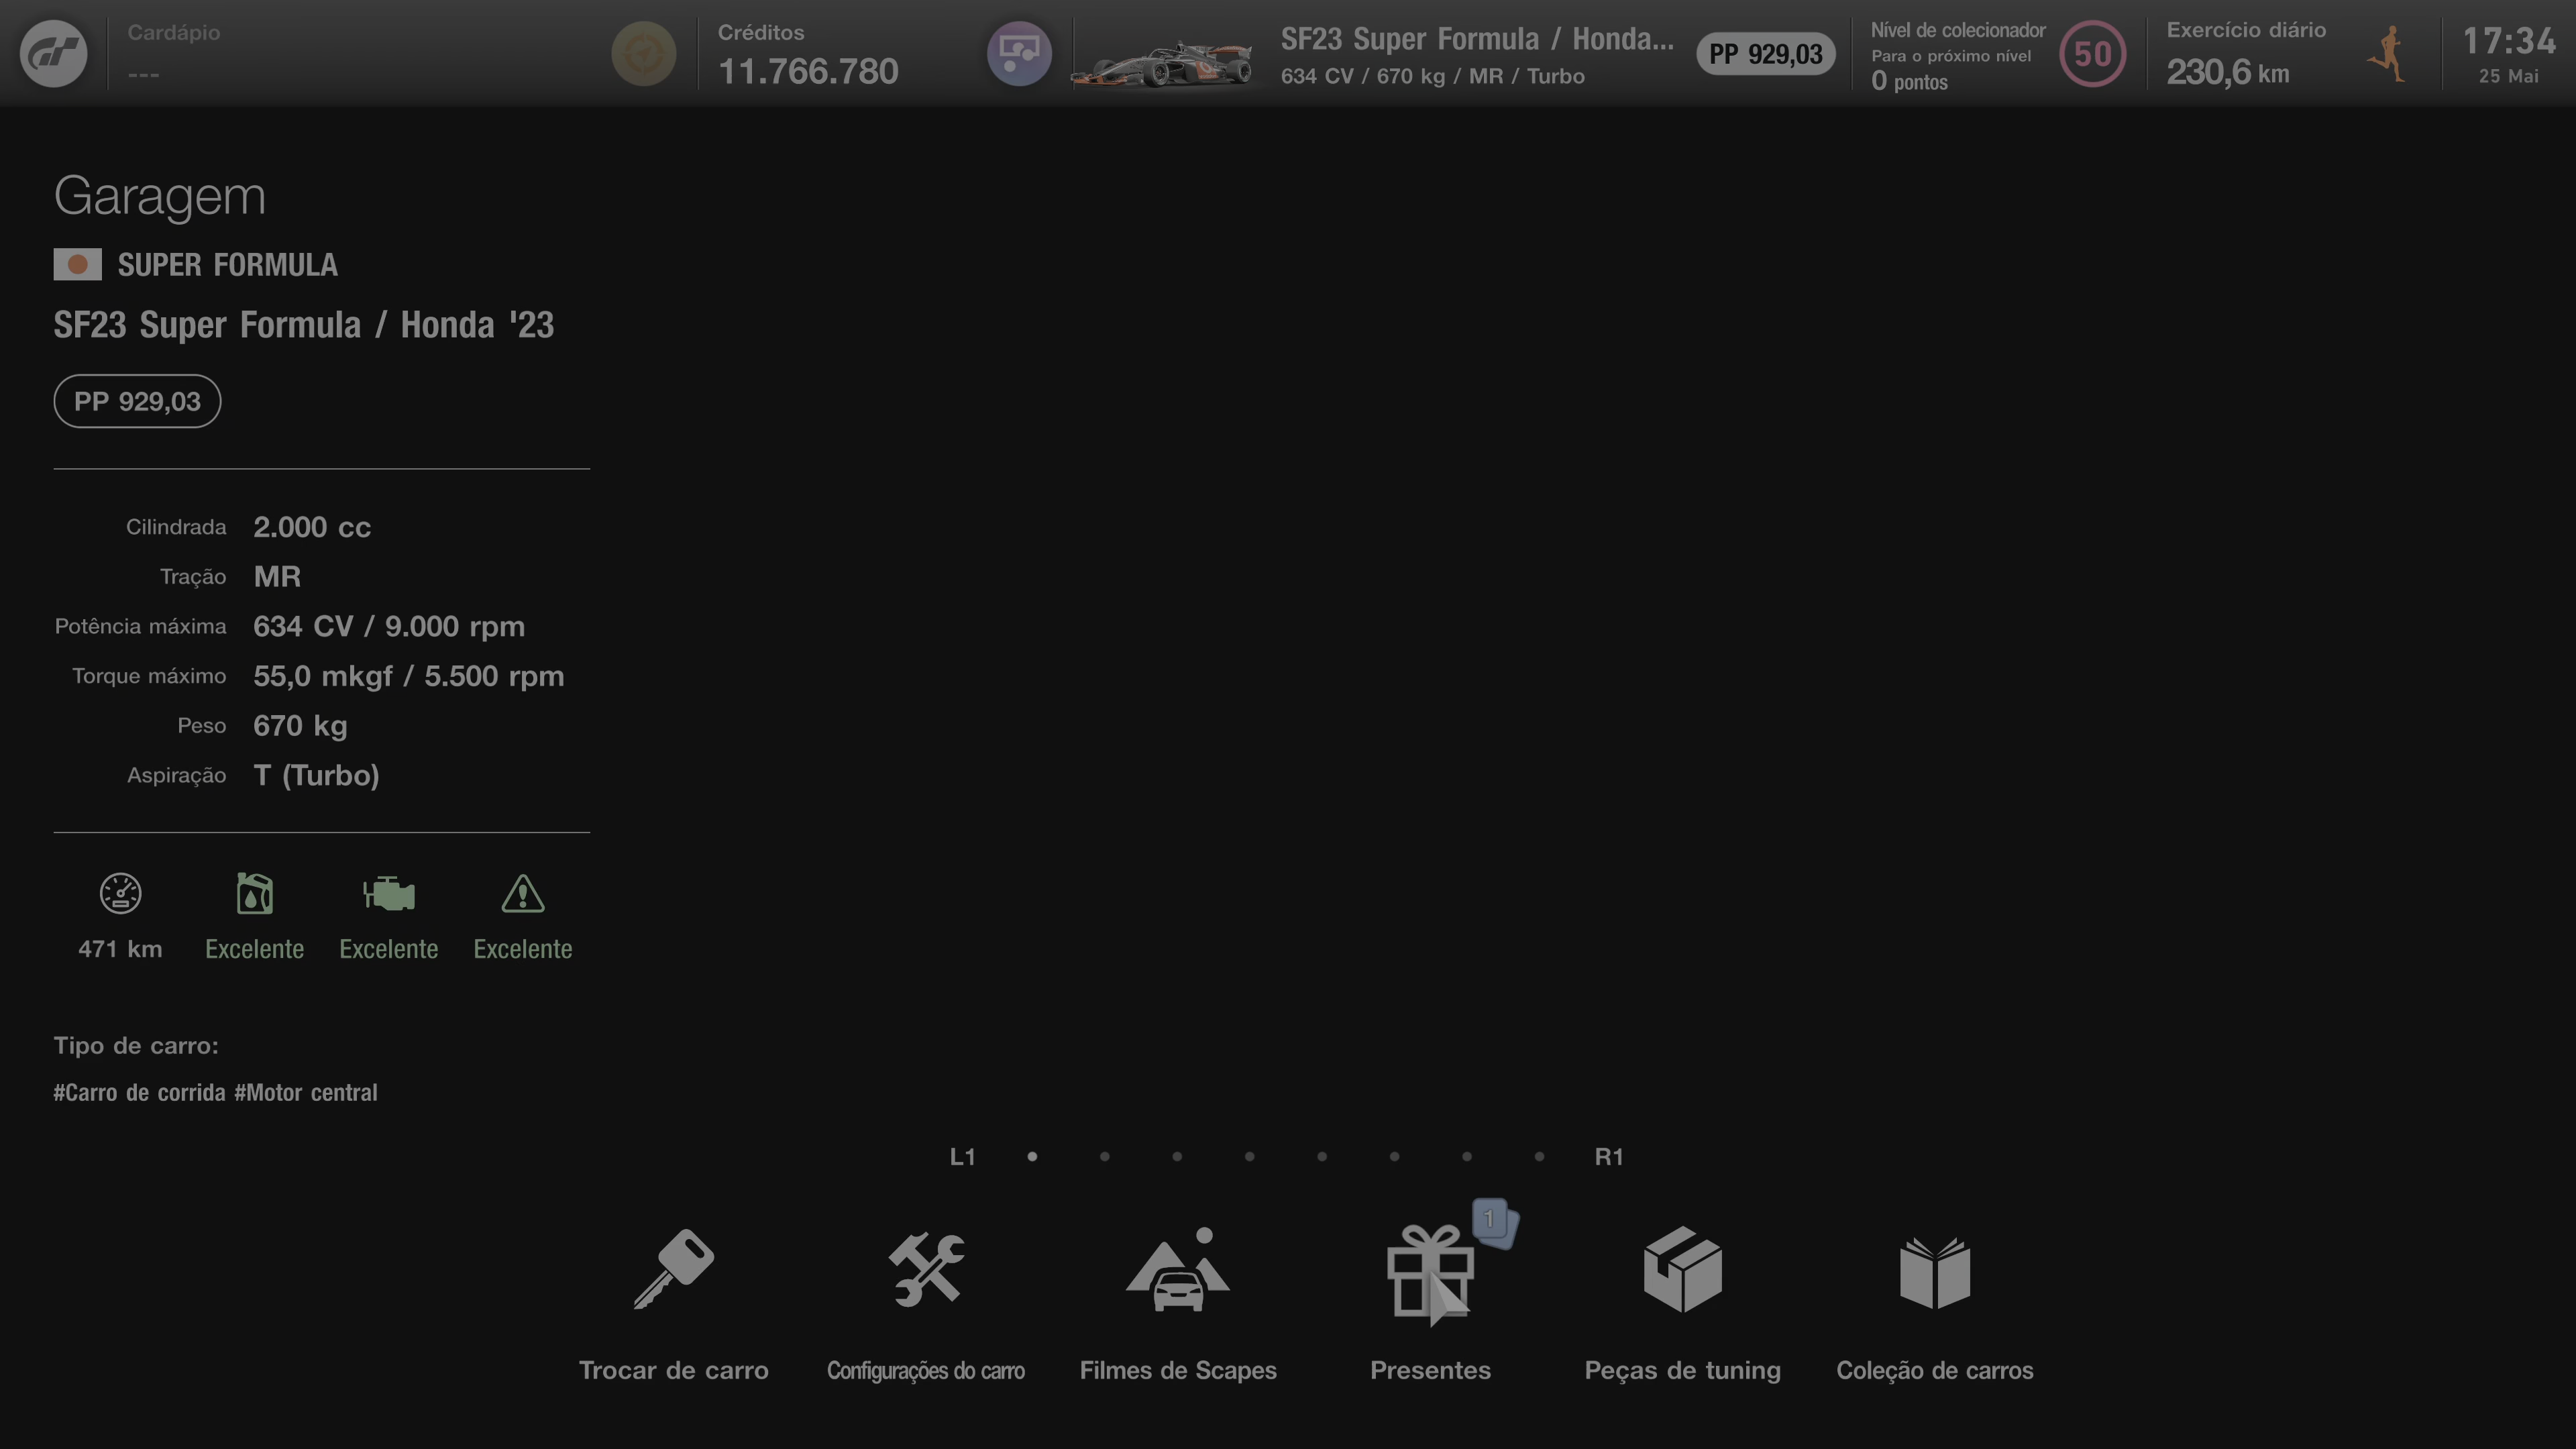 Cardápio
---
Créditos
11.766.780
SF23 Super Formula / Honda...
634 CV / 670 kg / MR / Turbo
PP 929,03
Nível de colecionador
Para o próximo nível
0 pontos
50
Exercício diário
230,6 km
17:34
25 Mai
Garagem
SUPER FORMULA
SF23 Super Formula / Honda '23
PP 929,03
Cilindrada 2.000 cc
Tração MR
Potência máxima 634 CV / 9.000 rpm
Torque máximo 55,0 mkgf / 5.500 rpm
Peso 670 kg
Aspiração T (Turbo)
471 km Excelente Excelente Excelente
Tipo de carro:
#Carro de corrida #Motor central
L1 R1
1
Trocar de carro Configurações do carro Filmes de Scapes Presentes Peças de tuning Coleção de carros